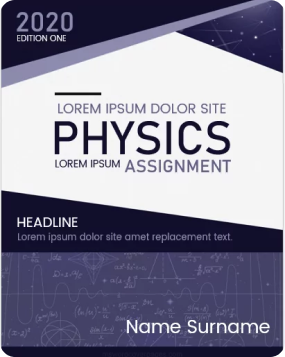 2020
EDITION ONE
LOREM IPSUM DOLOR SITE
PHYSICS
LOREM IPSUM ASSIGNMENT
HEADLINE
Lorem ipsum dolor site amet replacement text.
Name Surname